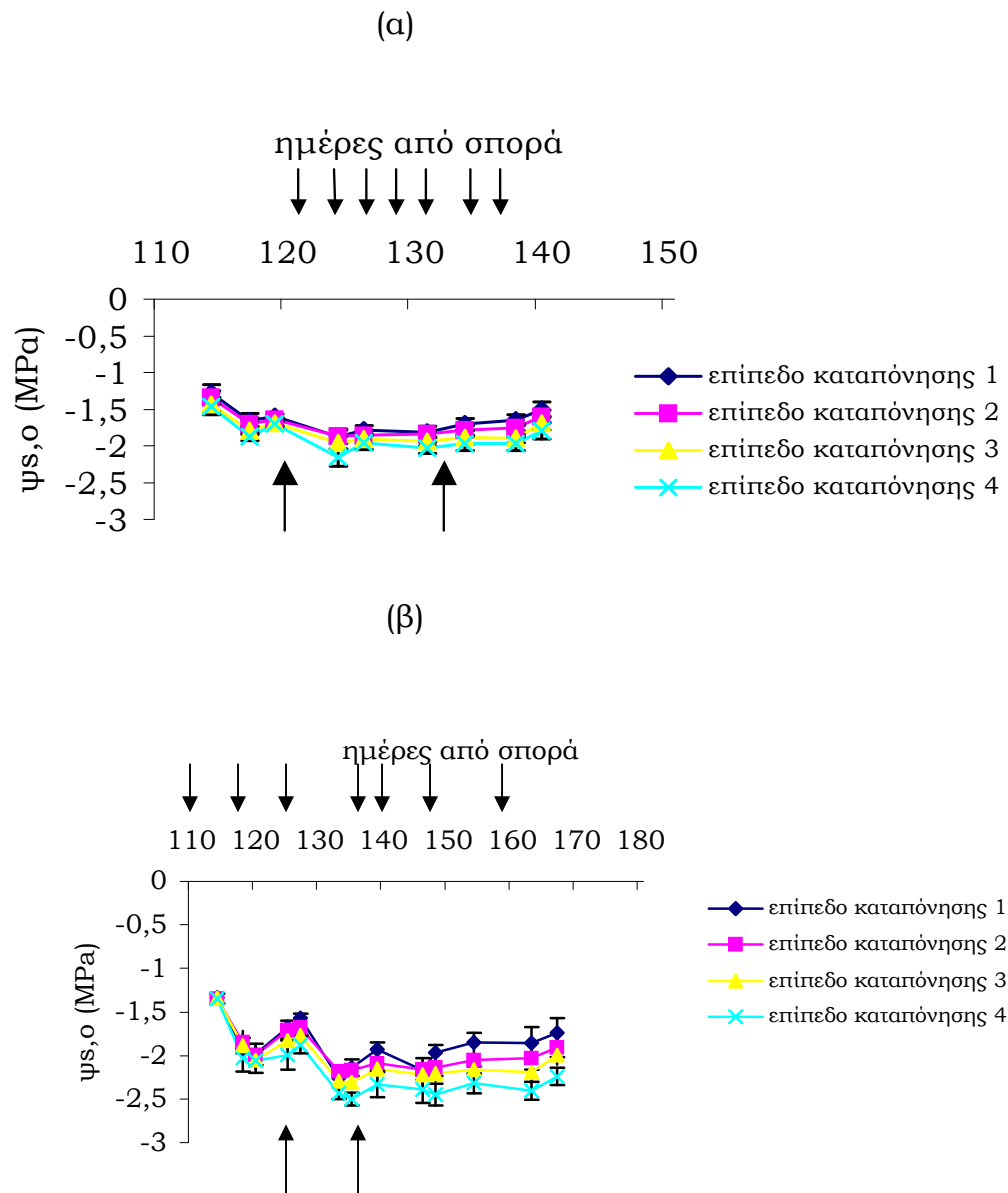 (α)
ημέρες από σπορά
110 120 130 140 150
0
-0,5
-1
-1,5
-2
-2,5
-3
ψs,o (MPa)
επίπεδο καταπόνησης 1
επίπεδο καταπόνησης 2
επίπεδο καταπόνησης 3
επίπεδο καταπόνησης 4
(β)
ημέρες από σπορά
110 120 130 140 150 160 170 180
0
-0,5
-1
-1,5
-2
-2,5
-3
ψs,o (MPa)
επίπεδο καταπόνησης 1
επίπεδο καταπόνησης 2
επίπεδο καταπόνησης 3
επίπεδο καταπόνησης 4